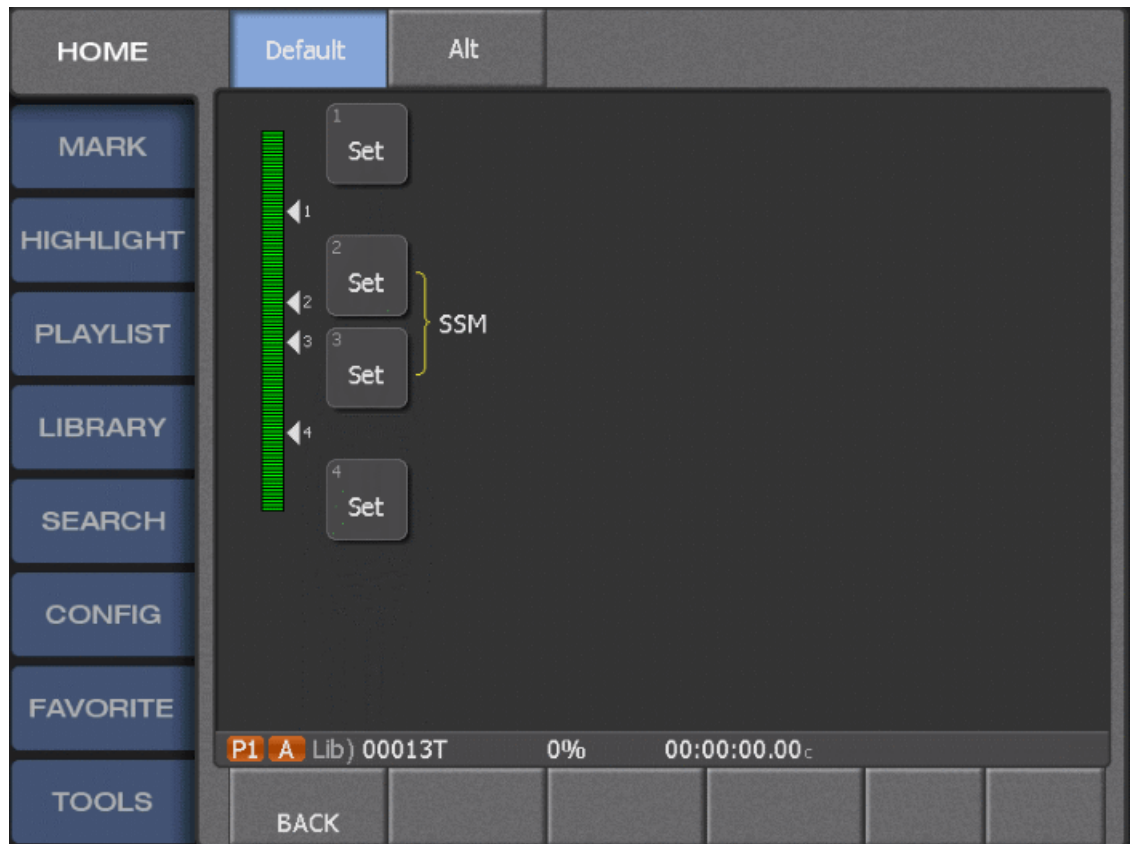 HOME
Default
Alt
MARK
HIGHLIGHT
PLAYLIST
LIBRARY
SEARCH
CONFIG
FAVORITE
TOOLS
1
Set
1
2
Set
2
SSM
3
3
Set
4
4
Set
P1 A Lib) 00013T 0% 00:00:00.00c
BACK